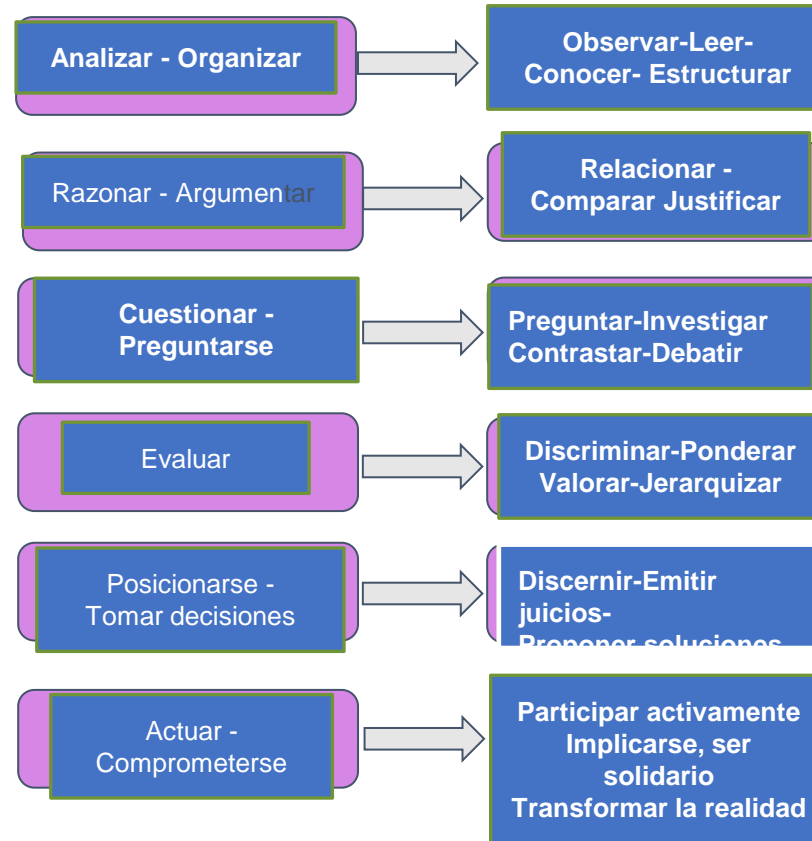 Analizar - Organizar
Observar-Leer-
Conocer- Estructurar
Razonar - Argumentar
Relacionar -
Comparar Justificar
Cuestionar -
Preguntarse
Preguntar-Investigar
Contrastar-Debatir
Evaluar
Discriminar-Ponderar
Valorar-Jerarquizar
Posicionarse -
Tomar decisiones
Discernir-Emitir
juicios-
Proponer soluciones
Actuar -
Comprometerse
Participar activamente
Implicarse, ser
solidario
Transformar la realidad